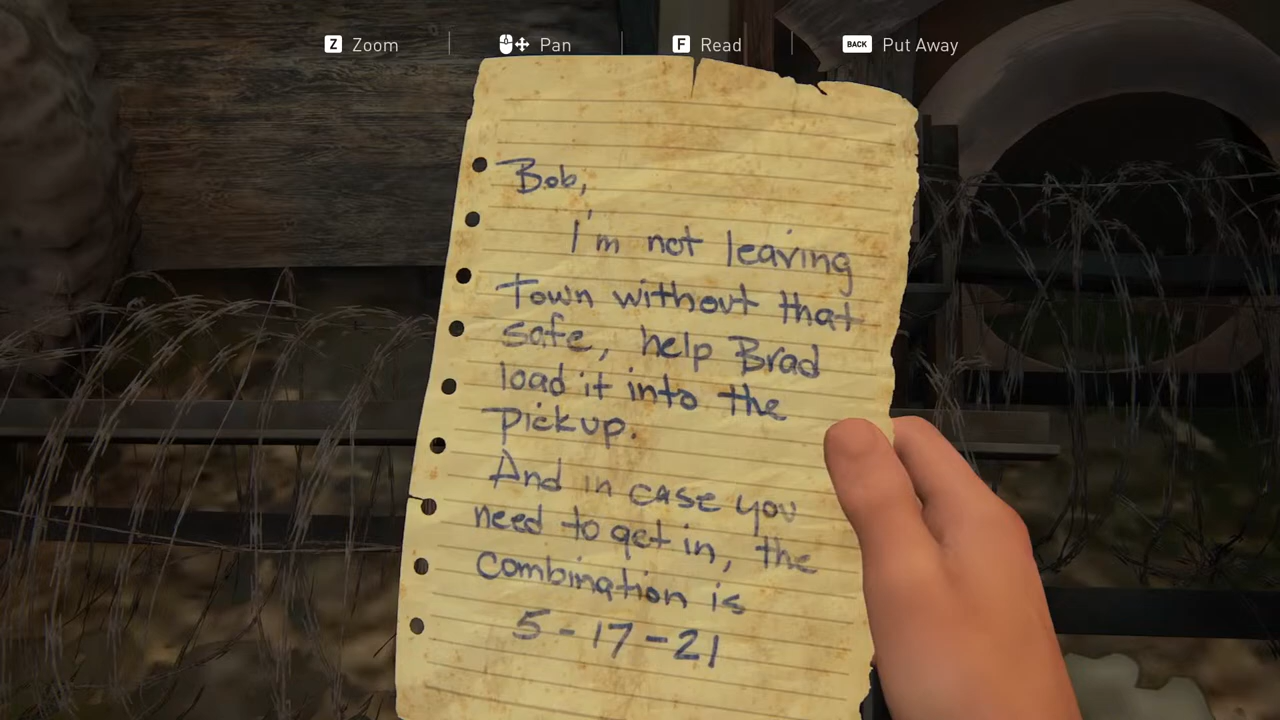 Z Zoom
Pan
F Read
BACK Put Away
Bob,
I'm not leaving
Town without that
safe, help Brad
load it into the
Pickup.
And in case you
need to get in, the
Combination is
5-17-21